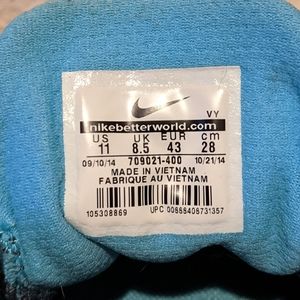 VY
nikebetterworld.com
US UK EUR cm
11 8.5 43 28
09/10/14 709021-400 10/21/14
MADE IN VIETNAM
FABRIQUE AU VIETNAM
105308869 UPC 00888408731357